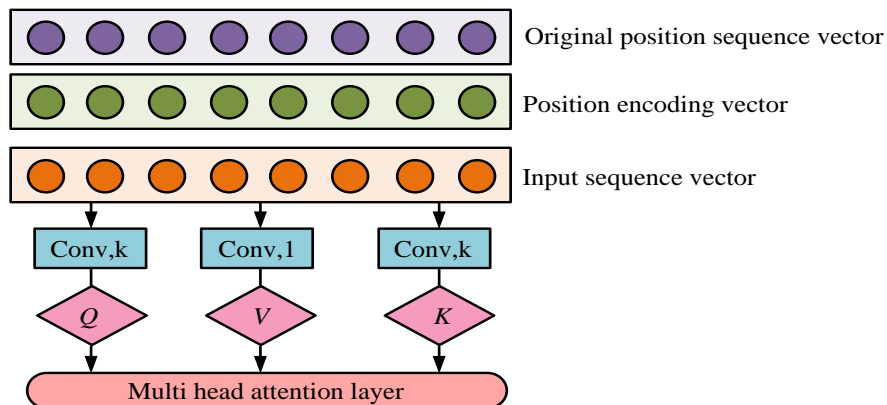 Original position sequence vector
Position encoding vector
Input sequence vector
Conv,k
Conv,1
Conv,k
Q
V
K
Multi head attention layer